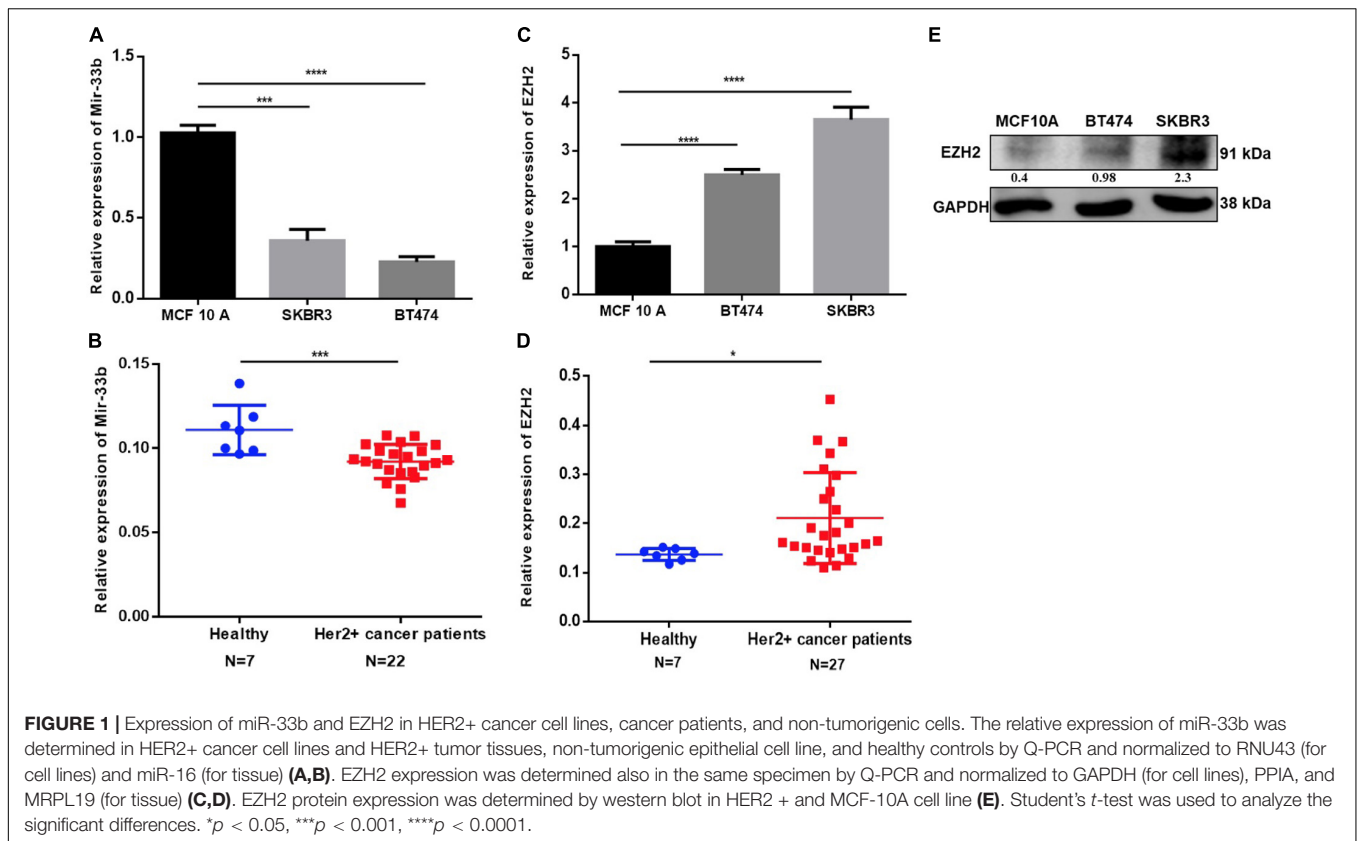 A
Relative expression of Mir-33b
1.5
1.0
0.5
0.0
****
***
MCF 10 A SKBR3 BT474
C
Relative expression of EZH2
5
4
3
2
1
0
****
****
MCF 10 A BT474 SKBR3
E
MCF10A BT474 SKBR3
EZH2 91 kDa
0.4 0.98 2.3
GAPDH 38 kDa
B
Relative expression of Mir-33b
0.15
0.10
0.05
0.00
***
Healthy Her2+ cancer patients
N=7 N=22
D
Relative expression of EZH2
0.5
0.4
0.3
0.2
0.1
0.0
*
Healthy Her2+ cancer patients
N=7 N=27
FIGURE 1 | Expression of miR-33b and EZH2 in HER2+ cancer cell lines, cancer patients, and non-tumorigenic cells. The relative expression of miR-33b was
determined in HER2+ cancer cell lines and HER2+ tumor tissues, non-tumorigenic epithelial cell line, and healthy controls by Q-PCR and normalized to RNU43 (for
cell lines) and miR-16 (for tissue) (A,B). EZH2 expression was determined also in the same specimen by Q-PCR and normalized to GAPDH (for cell lines), PPIA, and
MRPL19 (for tissue) (C,D). EZH2 protein expression was determined by western blot in HER2 + and MCF-10A cell line (E). Student's t-test was used to analyze the
significant differences. *p < 0.05, ***p < 0.001, ****p < 0.0001.